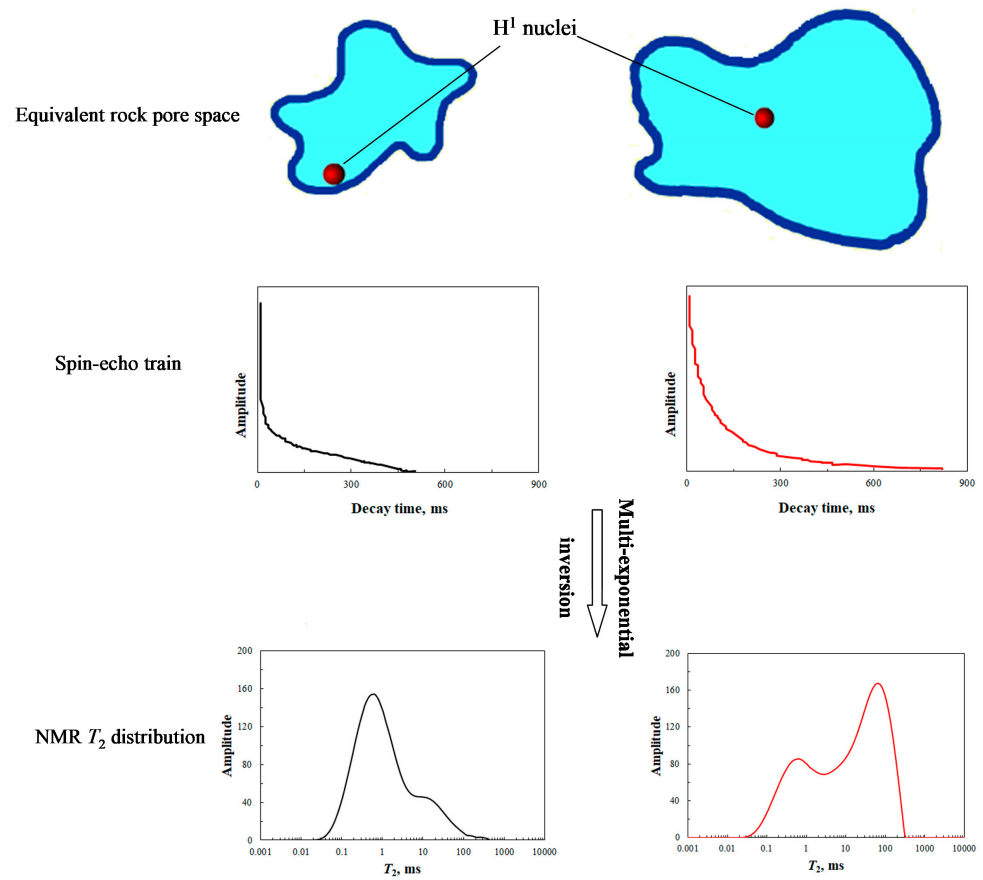 H¹ nuclei
Equivalent rock pore space
Spin-echo train
Amplitude
0 300 600 900
Decay time, ms
Amplitude
0 300 600 900
Decay time, ms
Multi-exponential
inversion
NMR T₂ distribution
Amplitude
200
160
120
80
40
0
0.001 0.01 0.1 1 10 100 1000 10000
T₂, ms
Amplitude
200
160
120
80
40
0
0.001 0.01 0.1 1 10 100 1000 10000
T₂, ms